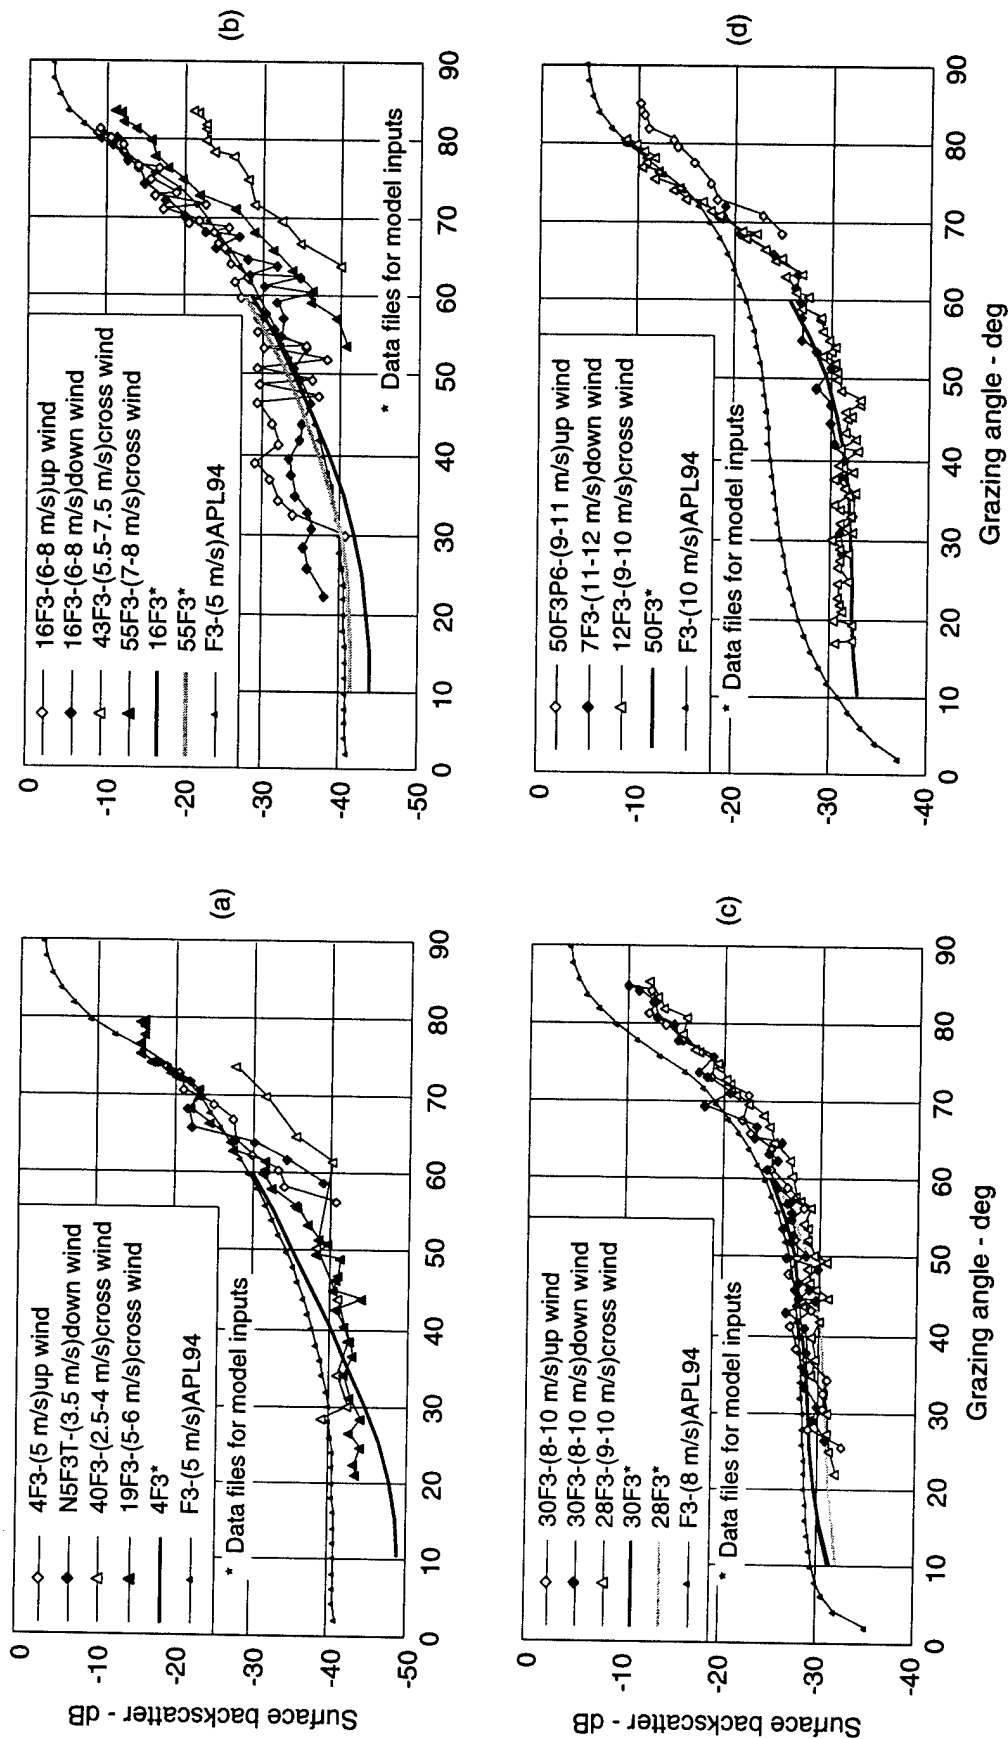 0
-10
-20
-30
-40
-50
Surface backscatter - dB
4F3-(5 m/s)up wind
N5F3T-(3.5 m/s)down wind
40F3-(2.5-4 m/s)cross wind
19F3-(5-6 m/s)cross wind
4F3*
F3-(5 m/s)APL94
* Data files for model inputs
0 10 20 30 40 50 60 70 80 90
(a)
0
-10
-20
-30
-40
-50
16F3-(6-8 m/s)up wind
16F3-(6-8 m/s)down wind
43F3-(5.5-7.5 m/s)cross wind
55F3-(7-8 m/s)cross wind
16F3*
55F3*
F3-(5 m/s)APL94
* Data files for model inputs
0 10 20 30 40 50 60 70 80 90
(b)
0
-10
-20
-30
-40
Surface backscatter - dB
30F3-(8-10 m/s)up wind
30F3-(8-10 m/s)down wind
28F3-(9-10 m/s)cross wind
30F3*
28F3*
F3-(8 m/s)APL94
* Data files for model inputs
0 10 20 30 40 50 60 70 80 90
Grazing angle - deg
(c)
0
-10
-20
-30
-40
50F3P6-(9-11 m/s)up wind
7F3-(11-12 m/s)down wind
12F3-(9-10 m/s)cross wind
50F3*
F3-(10 m/s)APL94
* Data files for model inputs
0 10 20 30 40 50 60 70 80 90
Grazing angle - deg
(d)